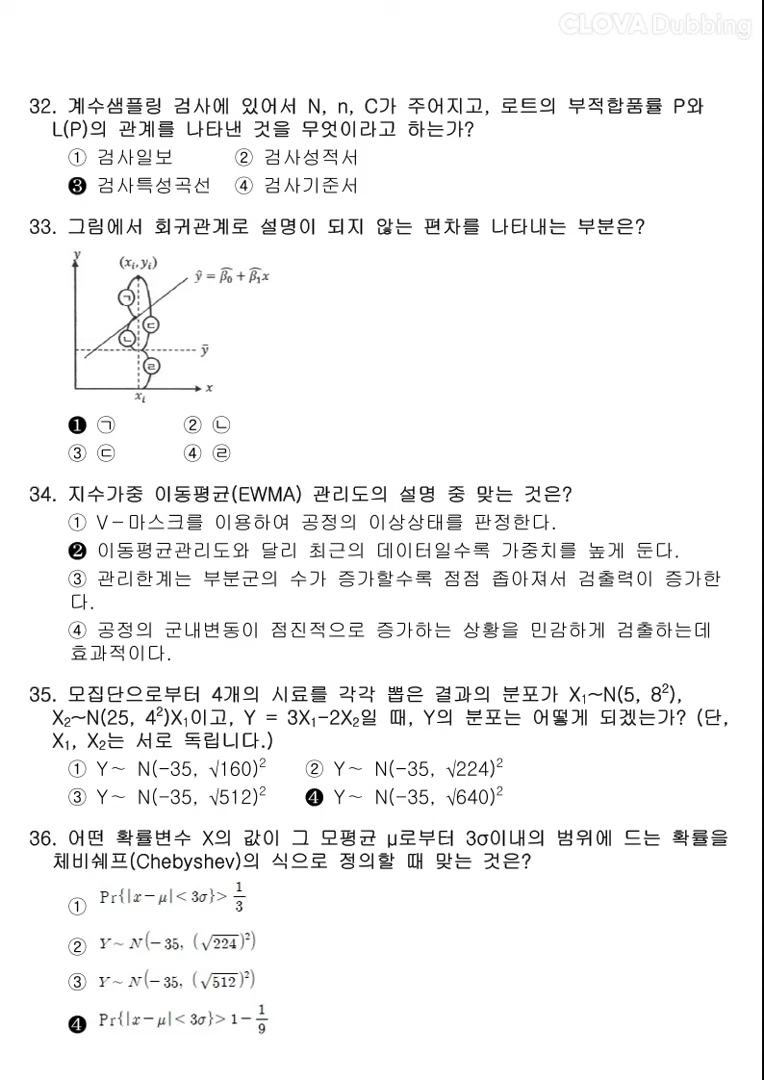 CLOVA Dubbing
32. 계수샘플링 검사에 있어서 N, n, C가 주어지고, 로트의 부적합품률 P와
L(P)의 관계를 나타낸 것을 무엇이라고 하는가?
① 검사일보 ② 검사성적서
❸ 검사특성곡선 ④ 검사기준서
33. 그림에서 회귀관계로 설명이 되지 않는 편차를 나타내는 부분은?
y
(xᵢ, yᵢ)
ŷ = β̂₀ + β̂₁x
㉠
㉢
㉡
ȳ
㉣
x
xᵢ
❶ ㉠ ② ㉡
③ ㉢ ④ ㉣
34. 지수가중 이동평균(EWMA) 관리도의 설명 중 맞는 것은?
① V-마스크를 이용하여 공정의 이상상태를 판정한다.
❷ 이동평균관리도와 달리 최근의 데이터일수록 가중치를 높게 둔다.
③ 관리한계는 부분군의 수가 증가할수록 점점 좁아져서 검출력이 증가한
다.
④ 공정의 군내변동이 점진적으로 증가하는 상황을 민감하게 검출하는데
효과적이다.
35. 모집단으로부터 4개의 시료를 각각 뽑은 결과의 분포가 X₁~N(5, 8²),
X₂~N(25, 4²)X₁이고, Y = 3X₁-2X₂일 때, Y의 분포는 어떻게 되겠는가? (단,
X₁, X₂는 서로 독립니다.)
① Y~ N(-35, √160)² ② Y~ N(-35, √224)²
③ Y~ N(-35, √512)² ❹ Y~ N(-35, √640)²
36. 어떤 확률변수 X의 값이 그 모평균 μ로부터 3σ이내의 범위에 드는 확률을
체비쉐프(Chebyshev)의 식으로 정의할 때 맞는 것은?
① Pr{|x-μ|<3σ}>1/3
② Y~N(-35, (√224)²)
③ Y~N(-35, (√512)²)
❹ Pr{|x-μ|<3σ}>1-1/9